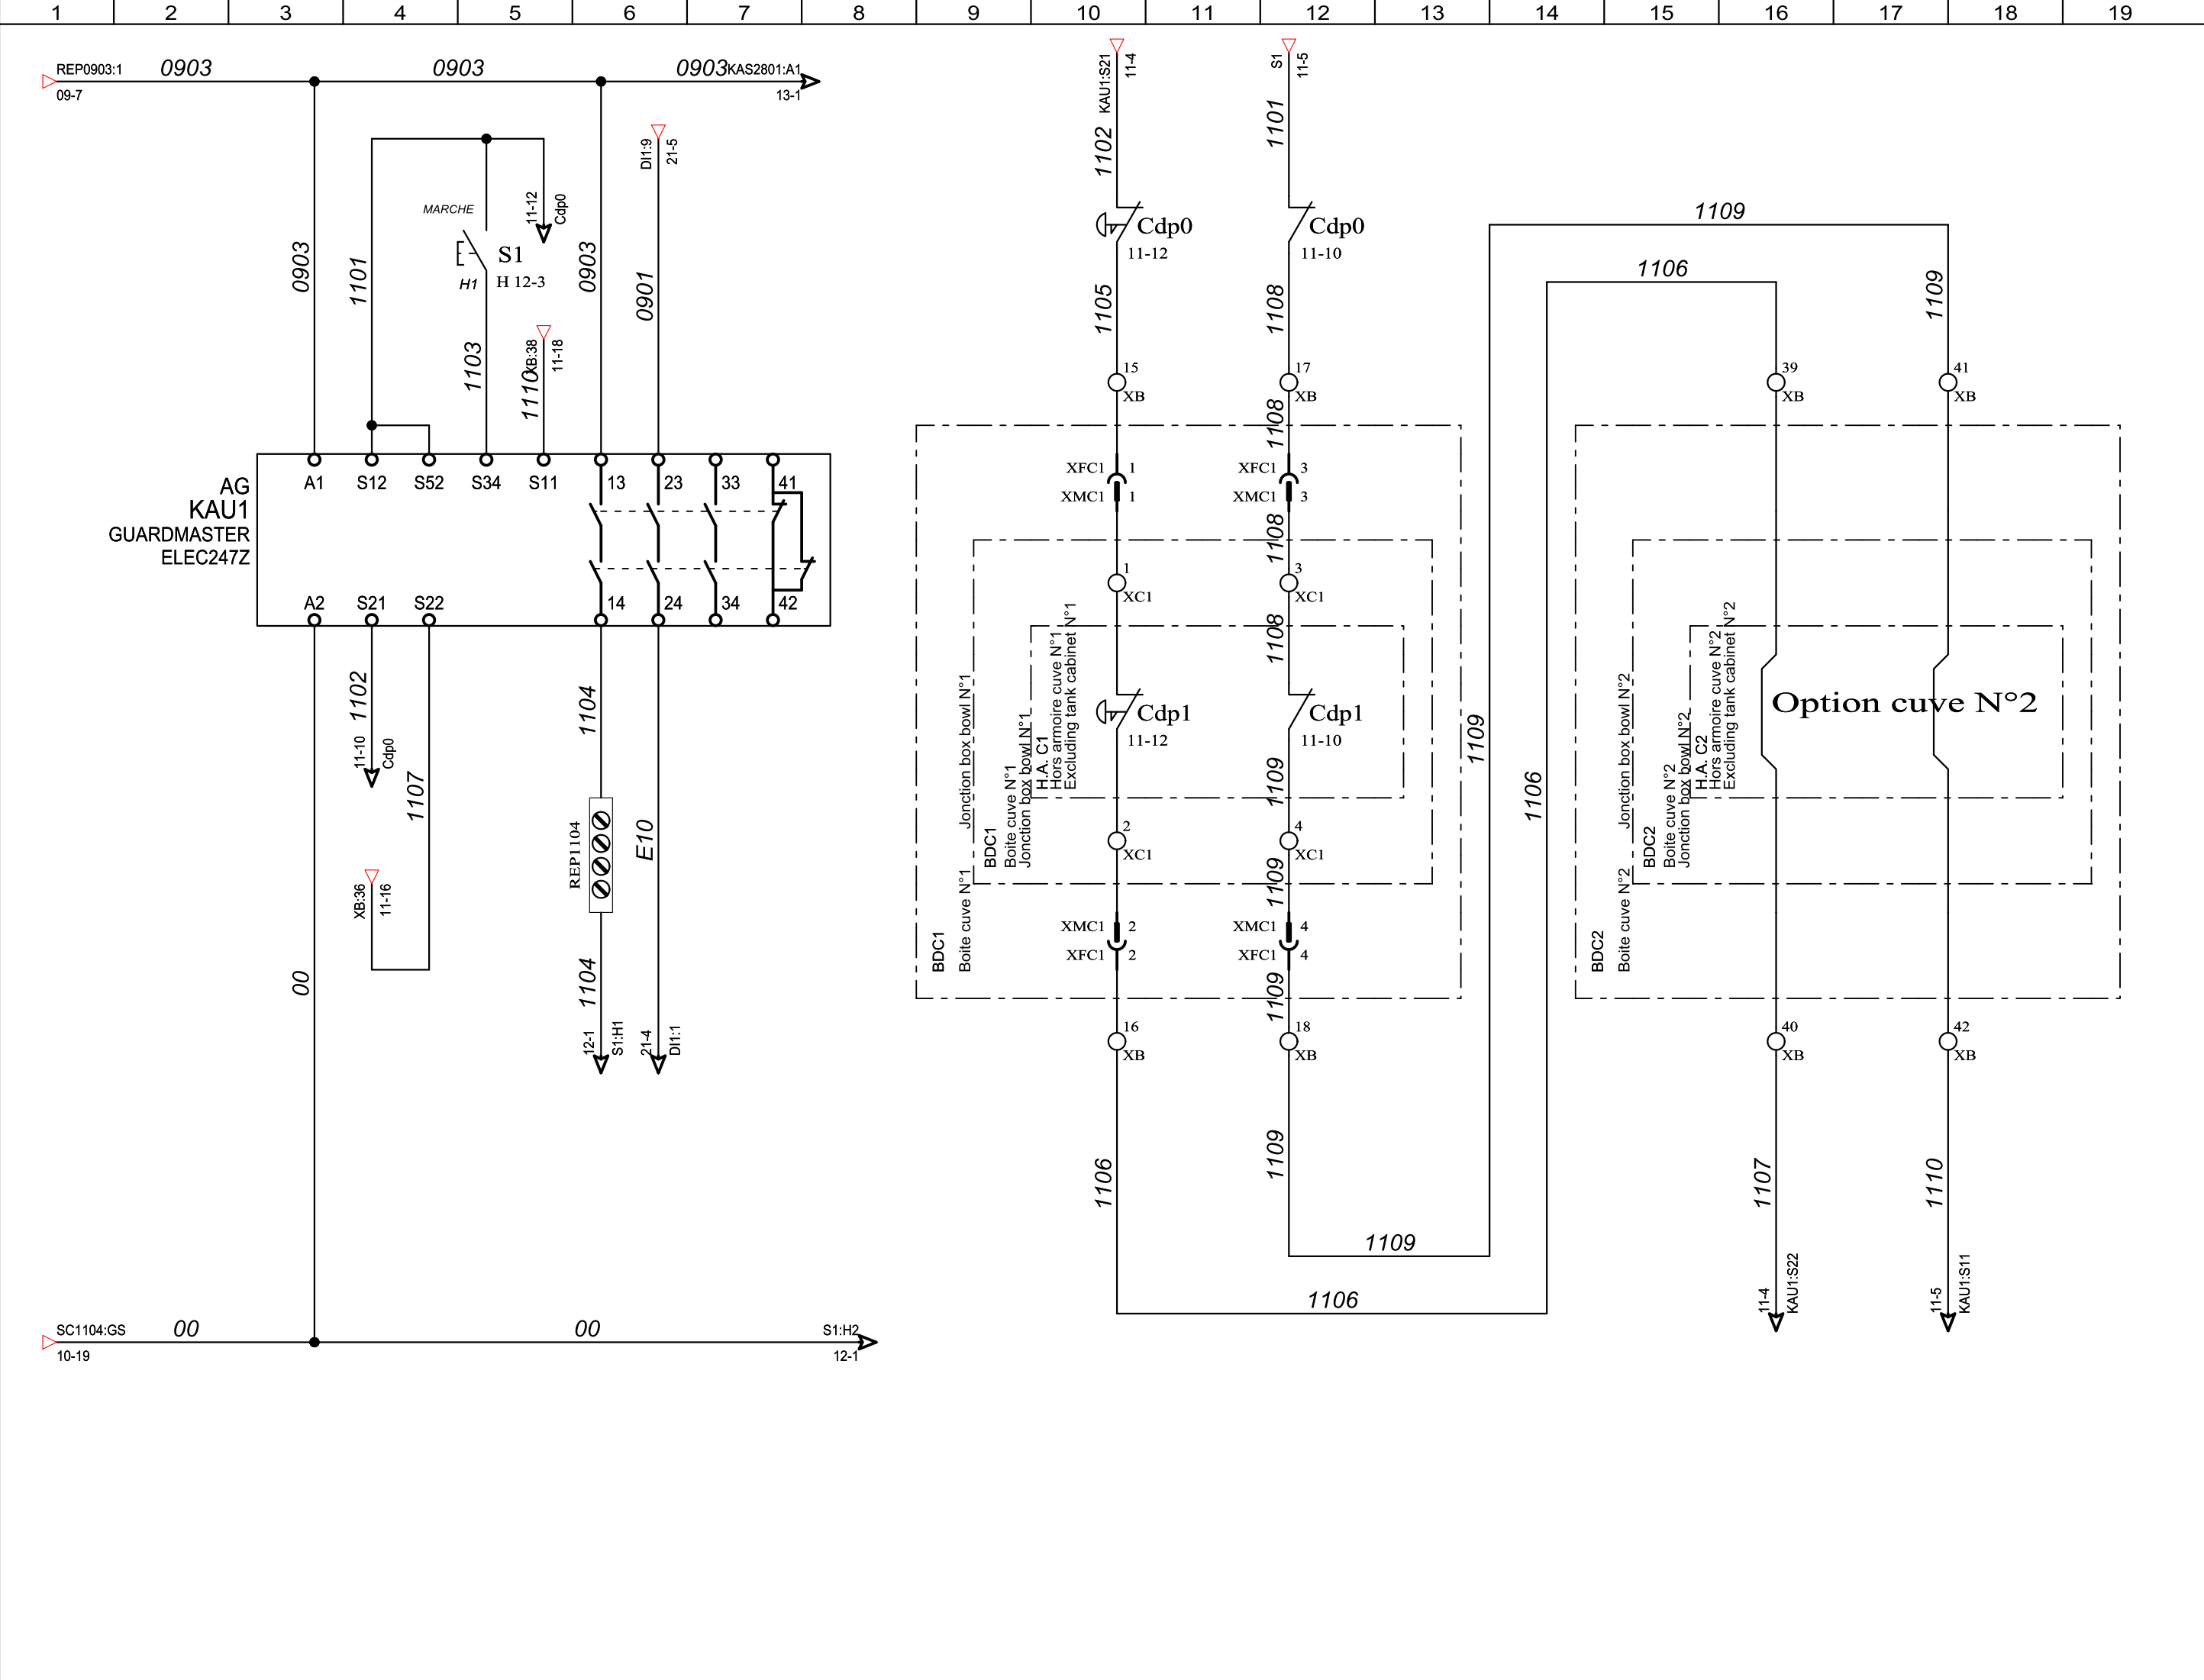 1 2 3 4 5 6 7 8 9 10 11 12 13 14 15 16 17 18 19
REP0903:1
0903
0903
0903
KAS2801:A1
09-7
13-1
DI1:9
21-5
MARCHE
11-12
Cdp0
S1
H1
H 12-3
0903
1101
1103
XB:38
11-18
1110
0903
0901
AG
KAU1
GUARDMASTER
ELEC247Z
A1 S12 S52 S34 S11 13 23 33 41
A2 S21 S22 14 24 34 42
1102
11-10
Cdp0
1107
XB:36
11-16
00
1104
REP1104
1104
12-1
S1:H1
E10
21-4
DI1:1
SC1104:GS
00
00
S1:H2
10-19
12-1
KAU1:S21
11-4
1102
Cdp0
11-12
1105
15
XB
XFC1 1
XMC1 1
1
XC1
Cdp1
11-12
2
XC1
XMC1 2
XFC1 2
16
XB
1106
1106
1106
1106
S1
11-5
1101
Cdp0
11-10
1108
17
XB
1108
XFC1 3
XMC1 3
1108
3
XC1
1108
Cdp1
11-10
1109
4
XC1
1109
XMC1 4
XFC1 4
1109
18
XB
1109
1109
1109
1109
1109
BDC1
Boite cuve N°1
Jonction box bowl N°1
BDC1
Boite cuve N°1
Jonction box bowl N°1
H.A. C1
Hors armoire cuve N°1
Excluding tank cabinet N°1
39
XB
41
XB
BDC2
Boite cuve N°2
Jonction box bowl N°2
BDC2
Boite cuve N°2
Jonction box bowl N°2
H.A. C2
Hors armoire cuve N°2
Excluding tank cabinet N°2
Option cuve N°2
40
XB
42
XB
1107
11-4
KAU1:S22
1110
11-5
KAU1:S11